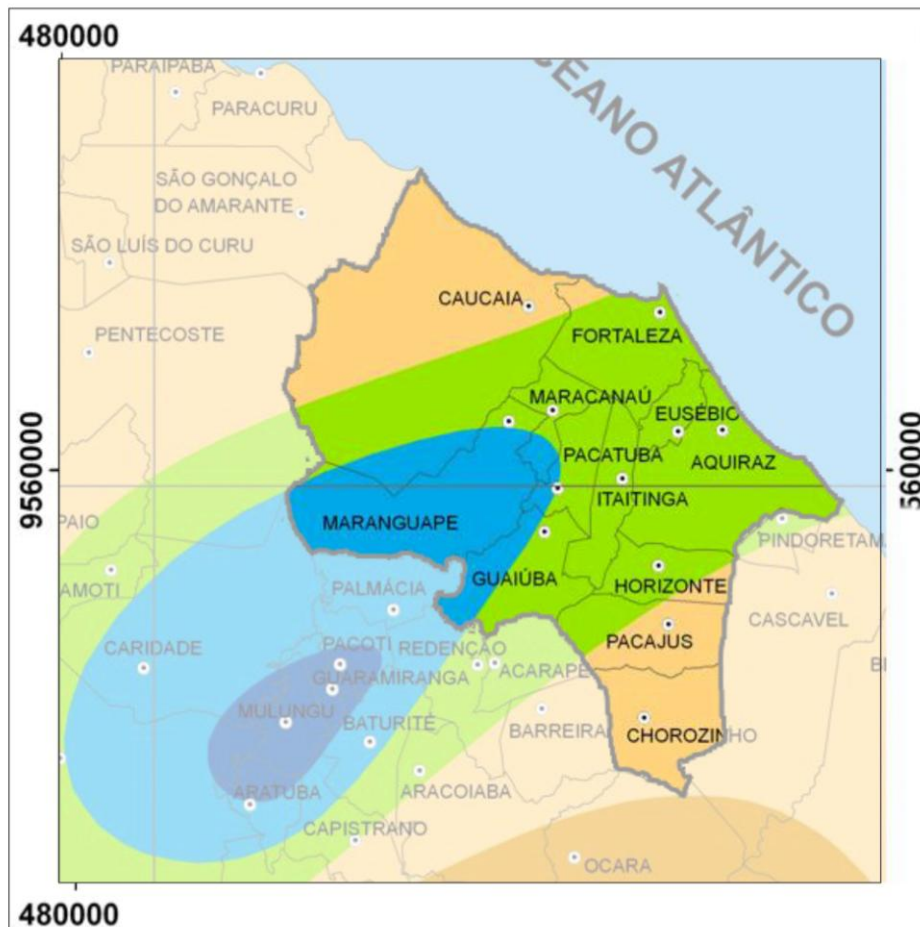 480000
PARAIPABA
PARACURU
OCEANO ATLÂNTICO
SÃO GONÇALO
DO AMARANTE
SÃO LUÍS DO CURU
CAUCAIA
PENTECOSTE
FORTALEZA
MARACANAÚ
EUSÉBIO
PACATUBA
AQUIRAZ
9560000
560000
ITAITINGA
MARANGUAPE
PAIO
PINDORETAMA
GUAIÚBA
HORIZONTE
AMOTI
PALMÁCIA
CASCAVEL
PACAJUS
CARIDADE
PACOTI
REDENÇÃO
ACARAPE
GUARAMIRANGA
MULUNGU
BATURITÉ
BARREIRA
CHOROZINHO
ARATUBA
ARACOIABA
CAPISTRANO
OCARA
480000